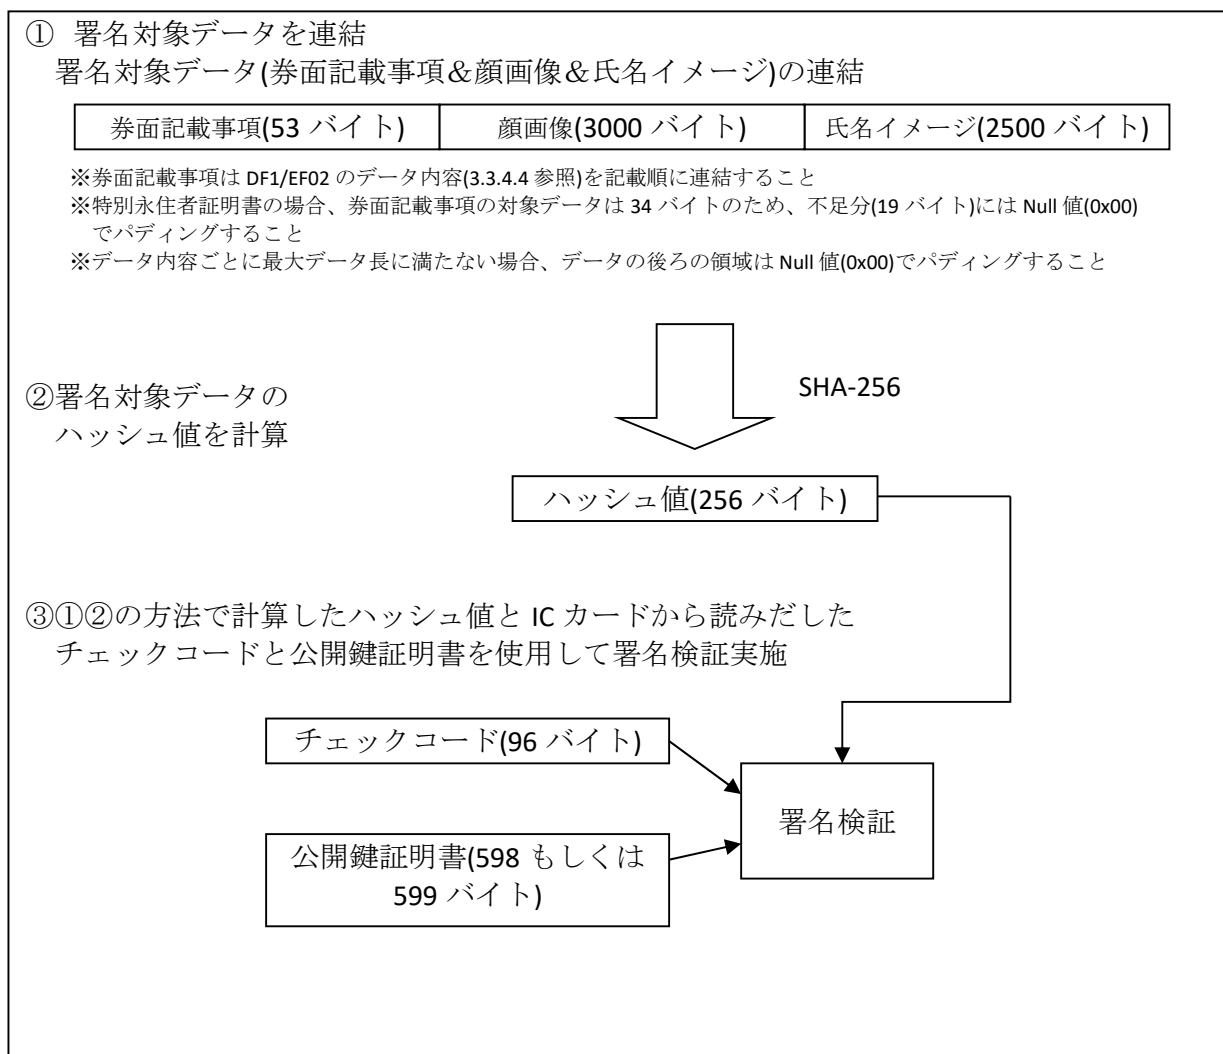 ① 署名対象データを連結
署名対象データ(券面記載事項＆顔画像＆氏名イメージ)の連結
券面記載事項(53 バイト)
顔画像(3000 バイト)
氏名イメージ(2500 バイト)
※券面記載事項は DF1/EF02 のデータ内容(3.3.4.4 参照)を記載順に連結すること
※特別永住者証明書の場合、券面記載事項の対象データは 34 バイトのため、不足分(19 バイト)には Null 値(0x00)
でパディングすること
※データ内容ごとに最大データ長に満たない場合、データの後ろの領域は Null 値(0x00)でパディングすること
SHA-256
②署名対象データの
ハッシュ値を計算
ハッシュ値(256 バイト)
③①②の方法で計算したハッシュ値と IC カードから読みだした
チェックコードと公開鍵証明書を使用して署名検証実施
チェックコード(96 バイト)
署名検証
公開鍵証明書(598 もしくは
599 バイト)